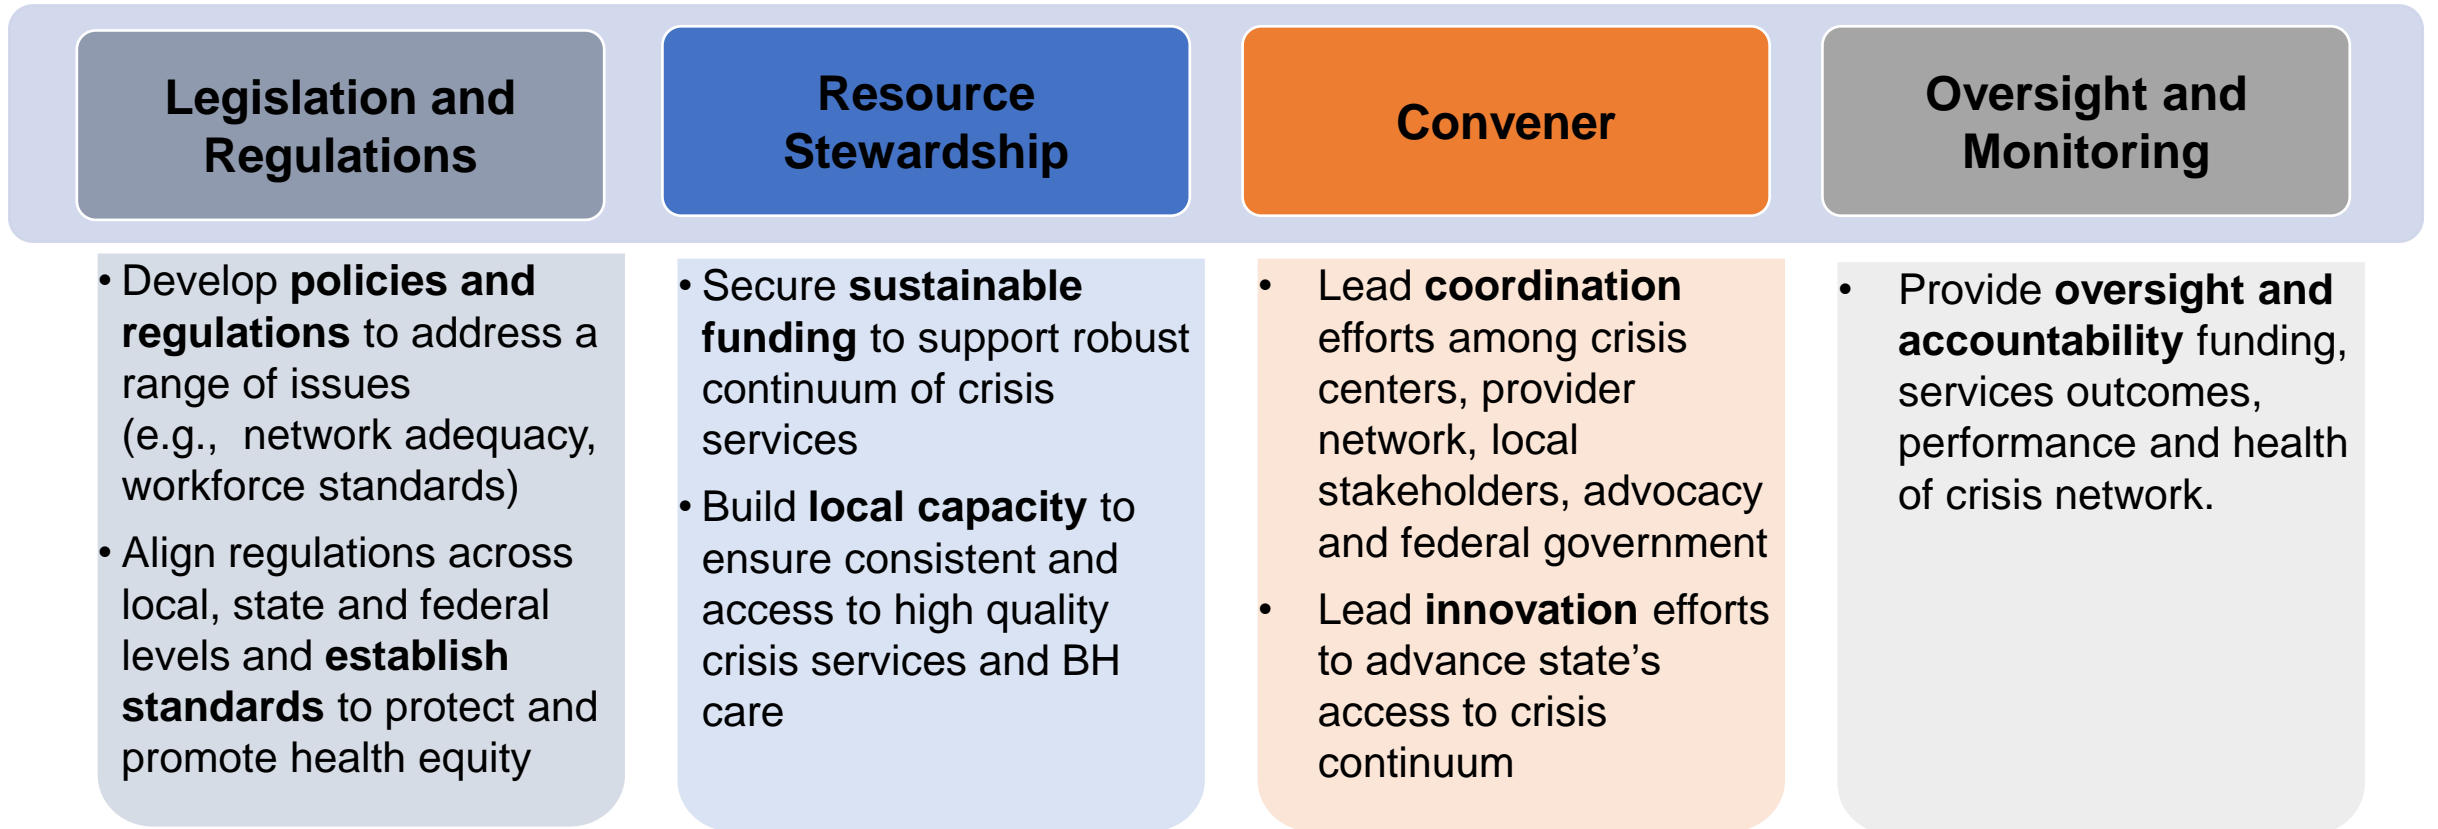 Legislation and
Regulations
• Develop policies and
regulations to address a
range of issues
(e.g.,  network adequacy,
workforce standards)
• Align regulations across
local, state and federal
levels and establish
standards to protect and
promote health equity
Resource
Stewardship
• Secure sustainable
funding to support robust
continuum of crisis
services
• Build local capacity to
ensure consistent and
access to high quality
crisis services and BH
care
Convener
• Lead coordination
efforts among crisis
centers, provider
network, local
stakeholders, advocacy
and federal government
• Lead innovation efforts
to advance state’s
access to crisis
continuum
Oversight and
Monitoring
• Provide oversight and
accountability funding,
services outcomes,
performance and health
of crisis network.